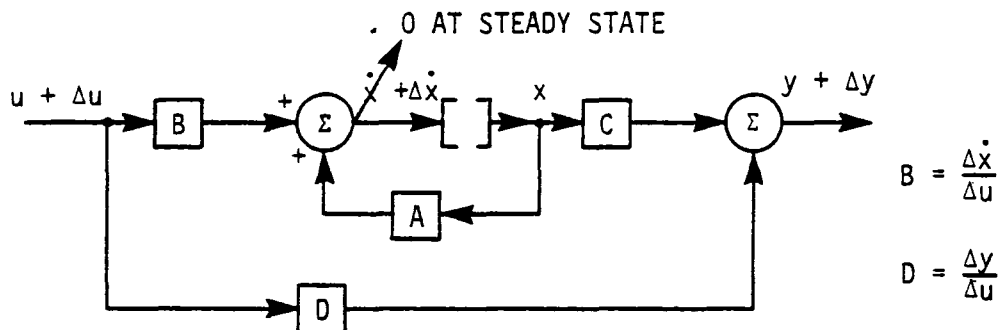 . 0 AT STEADY STATE
u + Δu
B
+
Σ
+
ẋ + Δẋ
[ ]
x
C
Σ
y + Δy
A
D
B = Δẋ/Δu
D = Δy/Δu